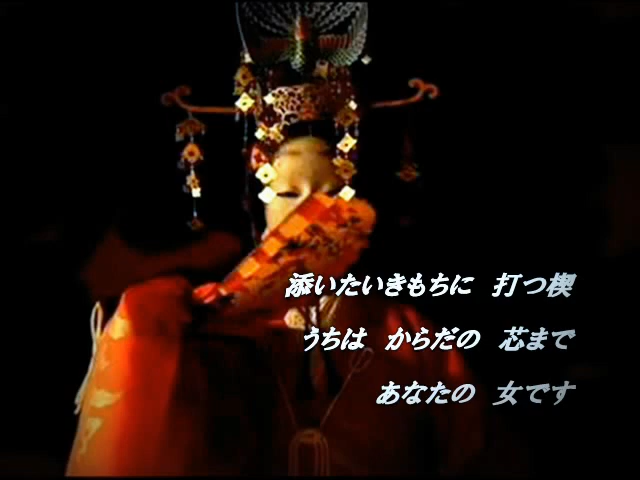 添いたいきもちに 打つ楔
うちは からだの 芯まで
あなたの 女です